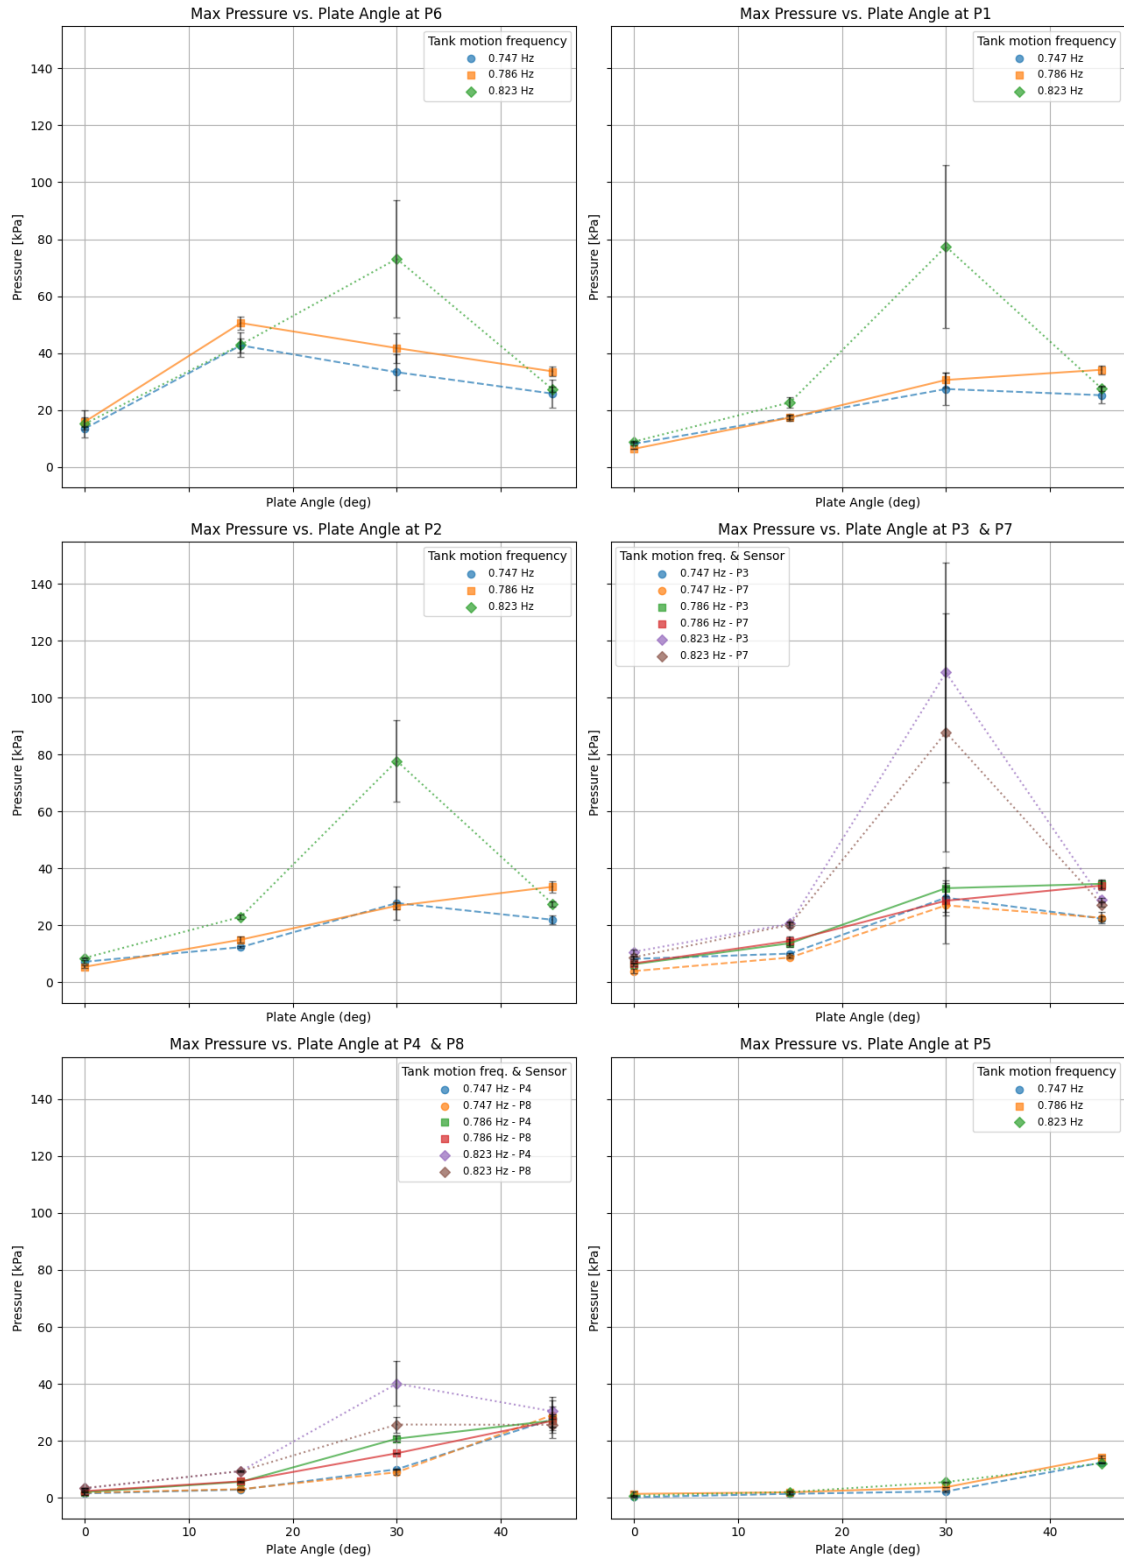 Max Pressure vs. Plate Angle at P6
Pressure [kPa]
140
120
100
80
60
40
20
0
Tank motion frequency
0.747 Hz
0.786 Hz
0.823 Hz
Plate Angle (deg)
Max Pressure vs. Plate Angle at P1
Pressure [kPa]
Tank motion frequency
0.747 Hz
0.786 Hz
0.823 Hz
Plate Angle (deg)
Max Pressure vs. Plate Angle at P2
Pressure [kPa]
140
120
100
80
60
40
20
0
Tank motion frequency
0.747 Hz
0.786 Hz
0.823 Hz
Plate Angle (deg)
Max Pressure vs. Plate Angle at P3 & P7
Pressure [kPa]
Tank motion freq. & Sensor
0.747 Hz - P3
0.747 Hz - P7
0.786 Hz - P3
0.786 Hz - P7
0.823 Hz - P3
0.823 Hz - P7
Plate Angle (deg)
Max Pressure vs. Plate Angle at P4 & P8
Pressure [kPa]
140
120
100
80
60
40
20
0
Tank motion freq. & Sensor
0.747 Hz - P4
0.747 Hz - P8
0.786 Hz - P4
0.786 Hz - P8
0.823 Hz - P4
0.823 Hz - P8
0 20 40
Plate Angle (deg)
Max Pressure vs. Plate Angle at P5
Pressure [kPa]
Tank motion frequency
0.747 Hz
0.786 Hz
0.823 Hz
0 20 40
Plate Angle (deg)